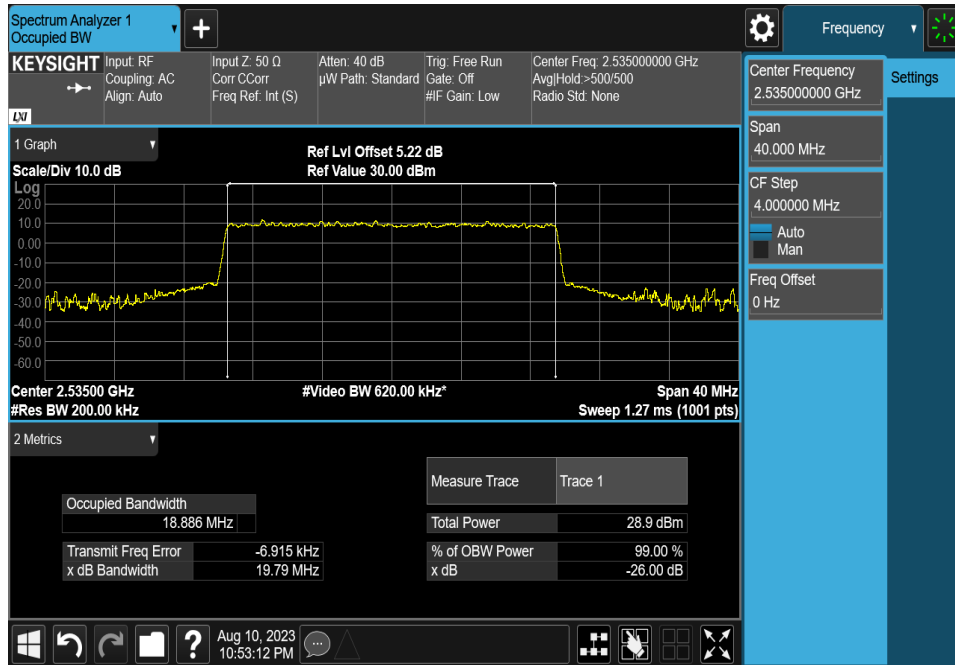 Spectrum Analyzer 1
Occupied BW
+
Frequency
KEYSIGHT
LXI
Input: RF
Coupling: AC
Align: Auto
Input Z: 50 Ω
Corr CCorr
Freq Ref: Int (S)
Atten: 40 dB
µW Path: Standard
Trig: Free Run
Gate: Off
#IF Gain: Low
Center Freq: 2.535000000 GHz
Avg|Hold:>500/500
Radio Std: None
Center Frequency
2.535000000 GHz
Settings
Span
40.000 MHz
CF Step
4.000000 MHz
Auto
Man
Freq Offset
0 Hz
1 Graph
Scale/Div 10.0 dB
Ref Lvl Offset 5.22 dB
Ref Value 30.00 dBm
Log
20.0
10.0
0.00
-10.0
-20.0
-30.0
-40.0
-50.0
-60.0
Center 2.53500 GHz
#Video BW 620.00 kHz*
Span 40 MHz
#Res BW 200.00 kHz
Sweep 1.27 ms (1001 pts)
2 Metrics
Measure Trace
Trace 1
Occupied Bandwidth
18.886 MHz
Total Power
28.9 dBm
Transmit Freq Error
-6.915 kHz
% of OBW Power
99.00 %
x dB Bandwidth
19.79 MHz
x dB
-26.00 dB
?
Aug 10, 2023
10:53:12 PM